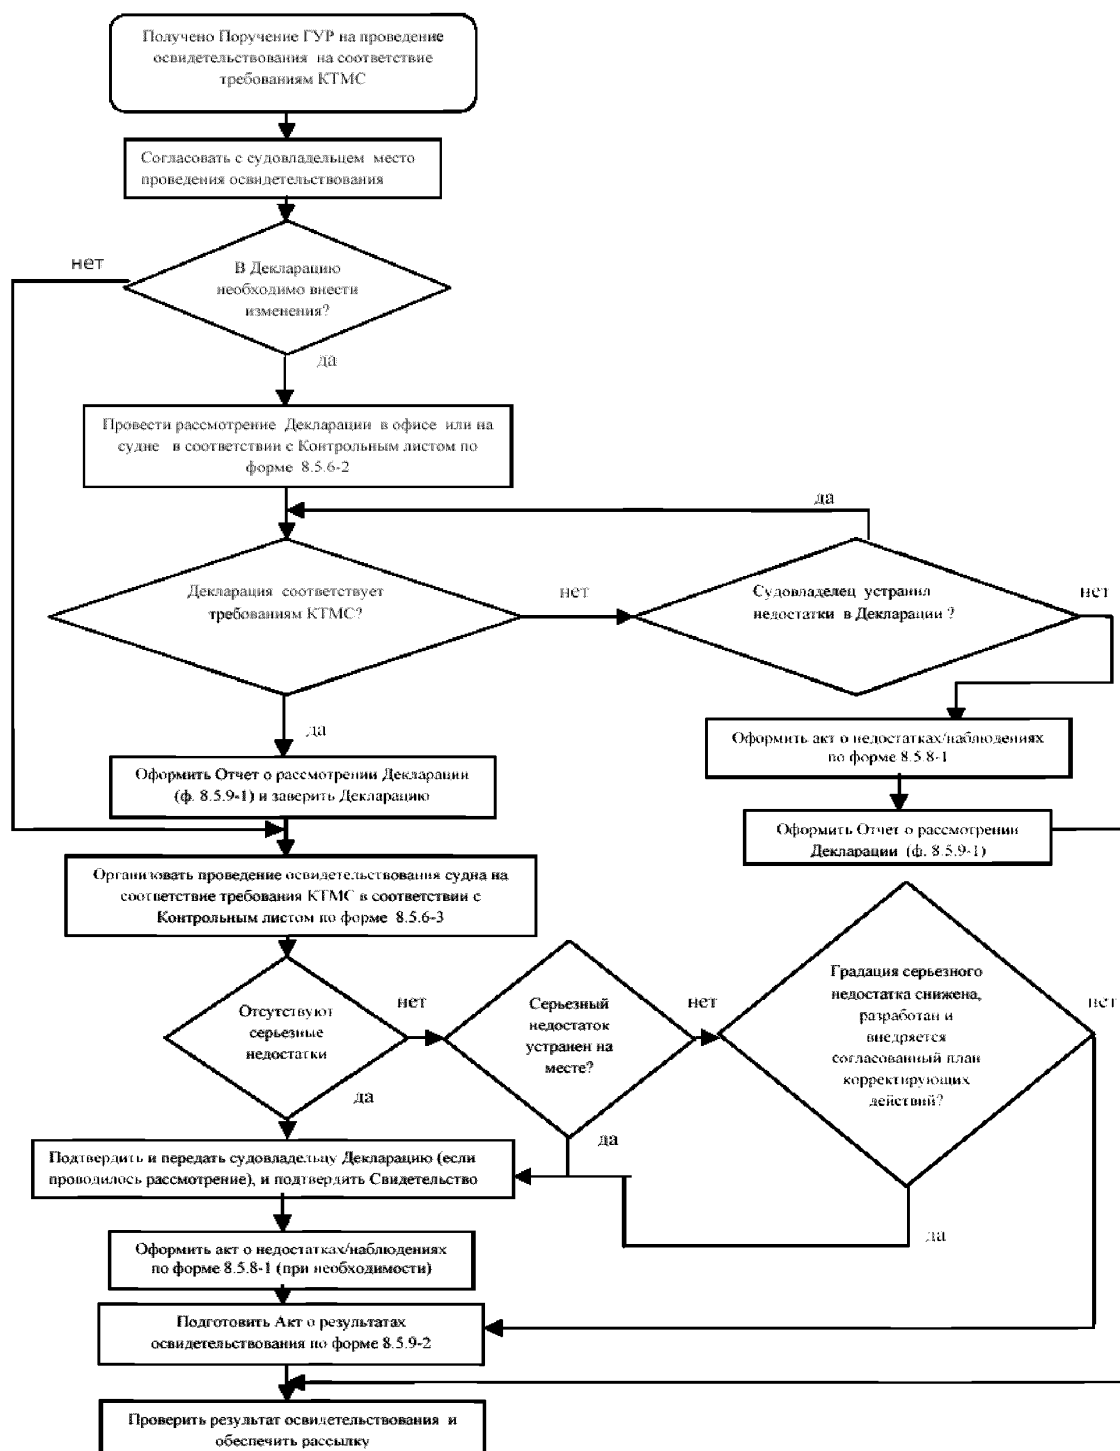 Получено Поручение ГУР на проведение
освидетельствования на соответствие
требованиям КТМС
Согласовать с судовладельцем место
проведения освидетельствования
нет
В Декларацию
необходимо внести
изменения?
да
Провести рассмотрение Декларации в офисе или на
судне в соответствии с Контрольным листом по
форме 8.5.6-2
да
Декларация соответствует
требованиям КТМС?
нет
Судовладелец устранил
недостатки в Декларации ?
нет
да
Оформить акт о недостатках/наблюдениях
по форме 8.5.8-1
Оформить Отчет о рассмотрении Декларации
(ф. 8.5.9-1) и заверить Декларацию
Оформить Отчет о рассмотрении
Декларации (ф. 8.5.9-1)
Организовать проведение освидетельствования судна на
соответствие требования КТМС в соответствии с
Контрольным листом по форме 8.5.6-3
Отсутствуют
серьезные
недостатки
нет
Серьезный
недостаток
устранен на
месте?
нет
Градация серьезного
недостатка снижена,
разработан и
внедряется
согласованный план
корректирующих
действий?
нет
да
да
Подтвердить и передать судовладельцу Декларацию (если
проводилось рассмотрение), и подтвердить Свидетельство
да
Оформить акт о недостатках/наблюдениях
по форме 8.5.8-1 (при необходимости)
Подготовить Акт о результатах
освидетельствования по форме 8.5.9-2
Проверить результат освидетельствования и
обеспечить рассылку